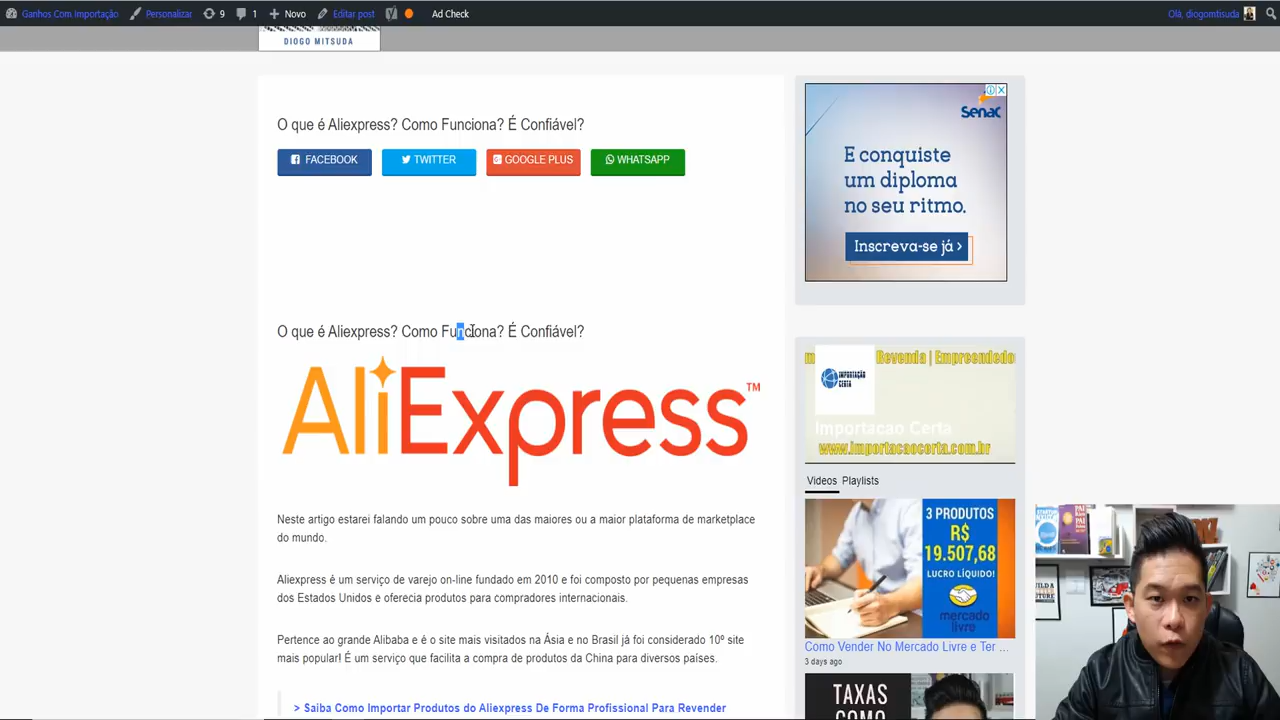 Ganhos Com Importação Personalizar 9 1 Novo Editar post Ad Check Olá, diogomtisuda
DIOGO MITSUDA
O que é Aliexpress? Como Funciona? É Confiável?
FACEBOOK TWITTER GOOGLE PLUS WHATSAPP
O que é Aliexpress? Como Funciona? É Confiável?
AliExpress™
Neste artigo estarei falando um pouco sobre uma das maiores ou a maior plataforma de marketplace
do mundo.
Aliexpress é um serviço de varejo on-line fundado em 2010 e foi composto por pequenas empresas
dos Estados Unidos e oferecia produtos para compradores internacionais.
Pertence ao grande Alibaba e é o site mais visitados na Ásia e no Brasil já foi considerado 10º site
mais popular! É um serviço que facilita a compra de produtos da China para diversos países.
> Saiba Como Importar Produtos do Aliexpress De Forma Profissional Para Revender
Senac
E conquiste
um diploma
no seu ritmo.
Inscreva-se já >
Revenda | Empreendedo
IMPORTAÇÃO
CERTA
Importacao Certa
www.importacaocerta.com.br
Videos Playlists
3 PRODUTOS
R$
19.507,68
LUCRO LÍQUIDO!
mercado
livre
Como Vender No Mercado Livre e Ter ...
3 days ago
TAXAS
COMO